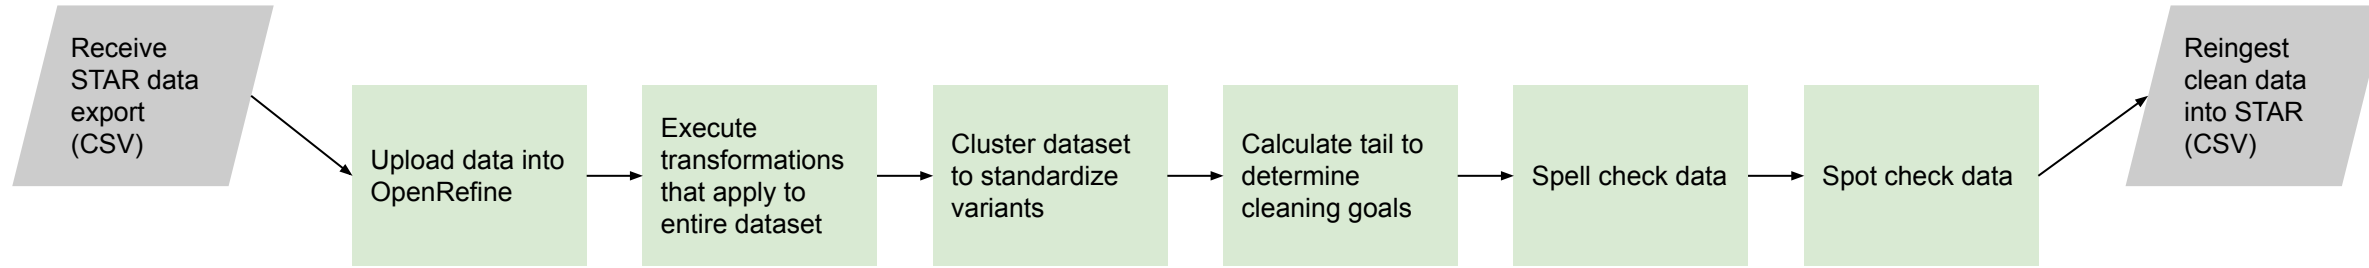 Receive
STAR data
export
(CSV)
Upload data into
OpenRefine
Execute
transformations
that apply to
entire dataset
Cluster dataset
to standardize
variants
Calculate tail to
determine
cleaning goals
Spell check data
Spot check data
Reingest
clean data
into STAR
(CSV)